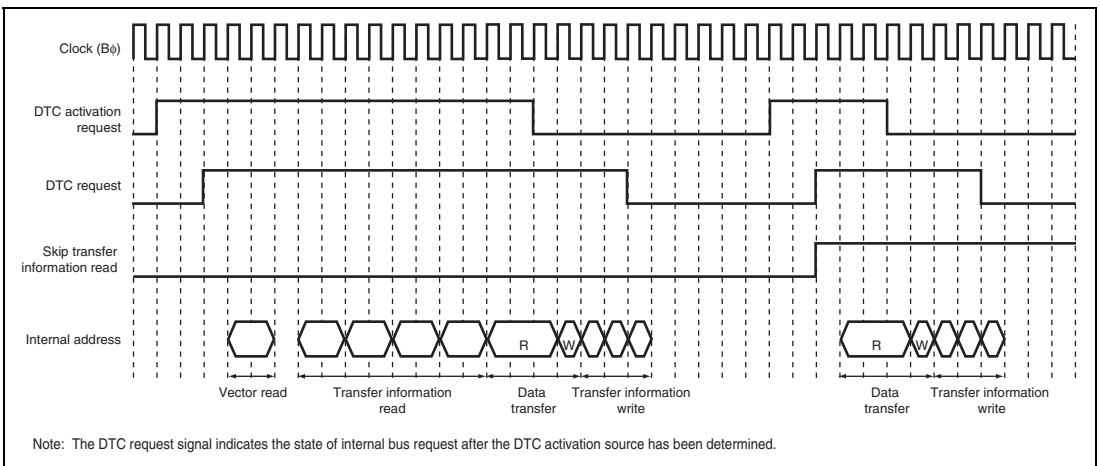 Clock (Bϕ)
DTC activation
request
DTC request
Skip transfer
information read
Internal address
R
W
R
W
Vector read
Transfer information
read
Data
transfer
Transfer information
write
Data
transfer
Transfer information
write
Note: The DTC request signal indicates the state of internal bus request after the DTC activation source has been determined.